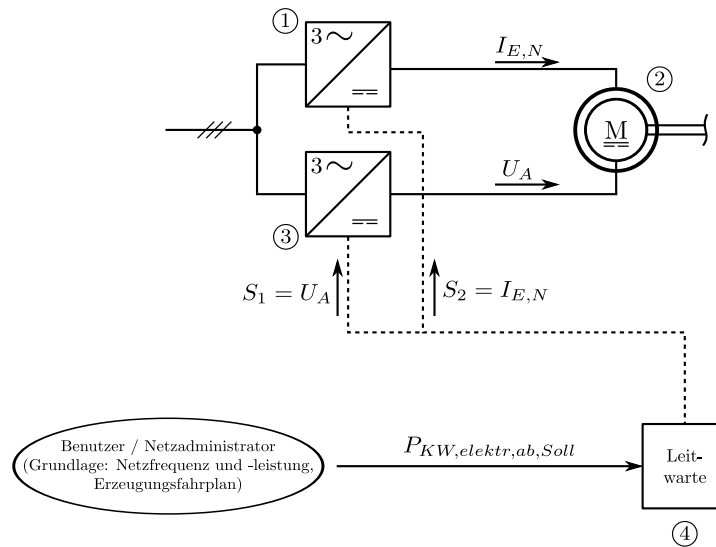 1
3∼
I_{E,N}
2
M
3∼
U_A
3
S_1 = U_A
S_2 = I_{E,N}
Benutzer / Netzadministrator
(Grundlage: Netzfrequenz und -leistung,
Erzeugungsfahrplan)
P_{KW,elektr,ab,Soll}
Leit-
warte
4